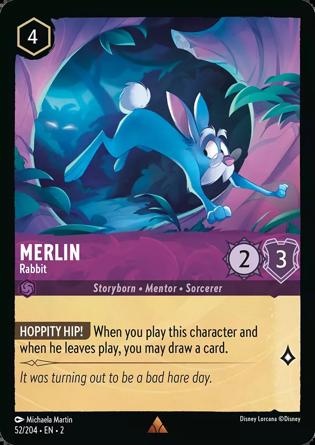 4
MERLIN
Rabbit
2 3
Storyborn • Mentor • Sorcerer
HOPPITY HIP! When you play this character and
when he leaves play, you may draw a card.
It was turning out to be a bad hare day.
Michaela Martin
52/204 • EN • 2
Disney Lorcana ©Disney